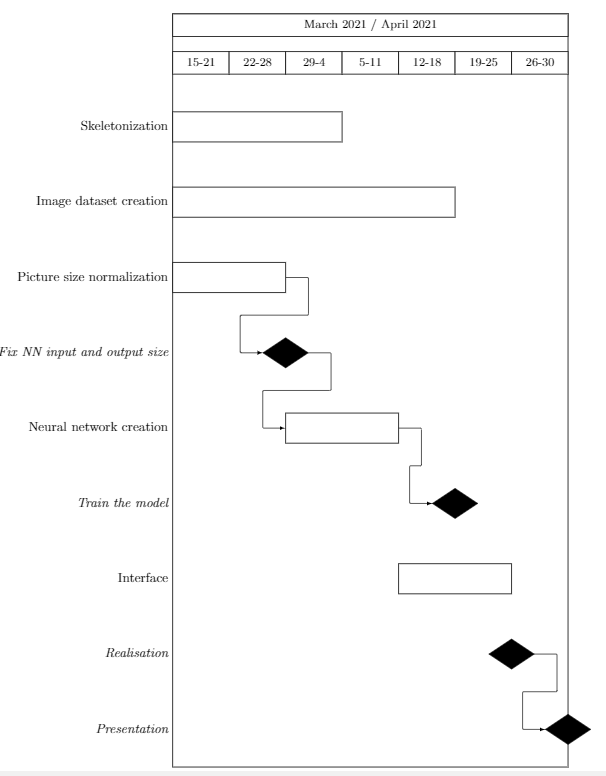 March 2021 / April 2021
15-21 22-28 29-4 5-11 12-18 19-25 26-30
Skeletonization
Image dataset creation
Picture size normalization
Fix NN input and output size
Neural network creation
Train the model
Interface
Realisation
Presentation